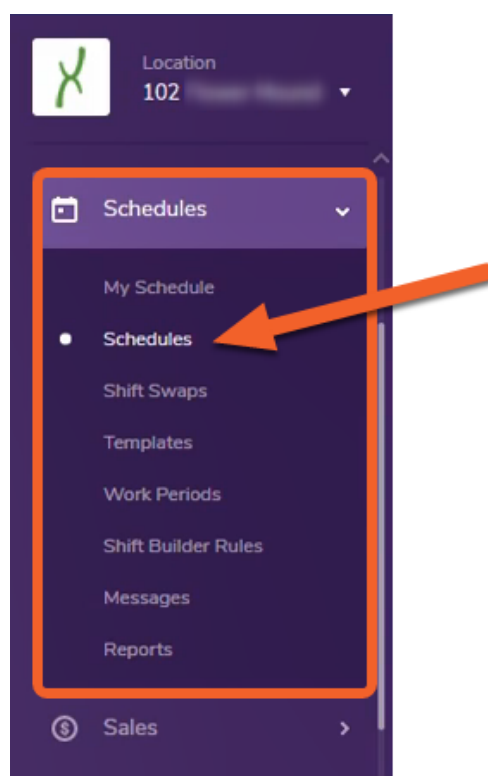 Location
102
Schedules
My Schedule
Schedules
Shift Swaps
Templates
Work Periods
Shift Builder Rules
Messages
Reports
Sales